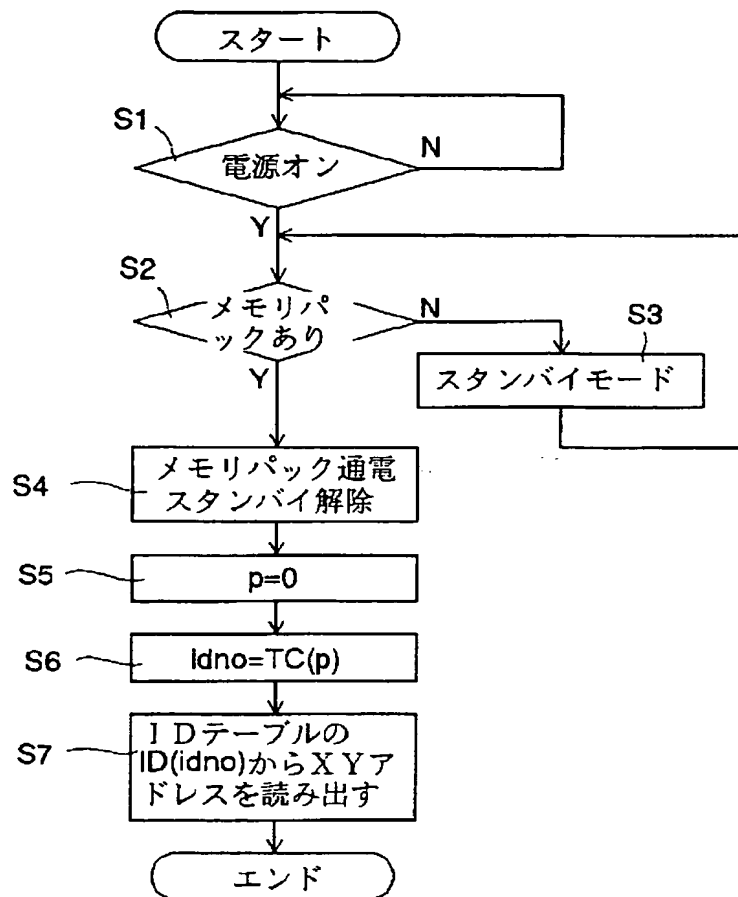 スタート
S1
電源オン
N
Y
S2
メモリパ
ックあり
N
Y
S3
スタンバイモード
S4
メモリパック通電
スタンバイ解除
S5
p=0
S6
Idno=TC(p)
S7
IDテーブルの
ID(idno)からXYア
ドレスを読み出す
エンド